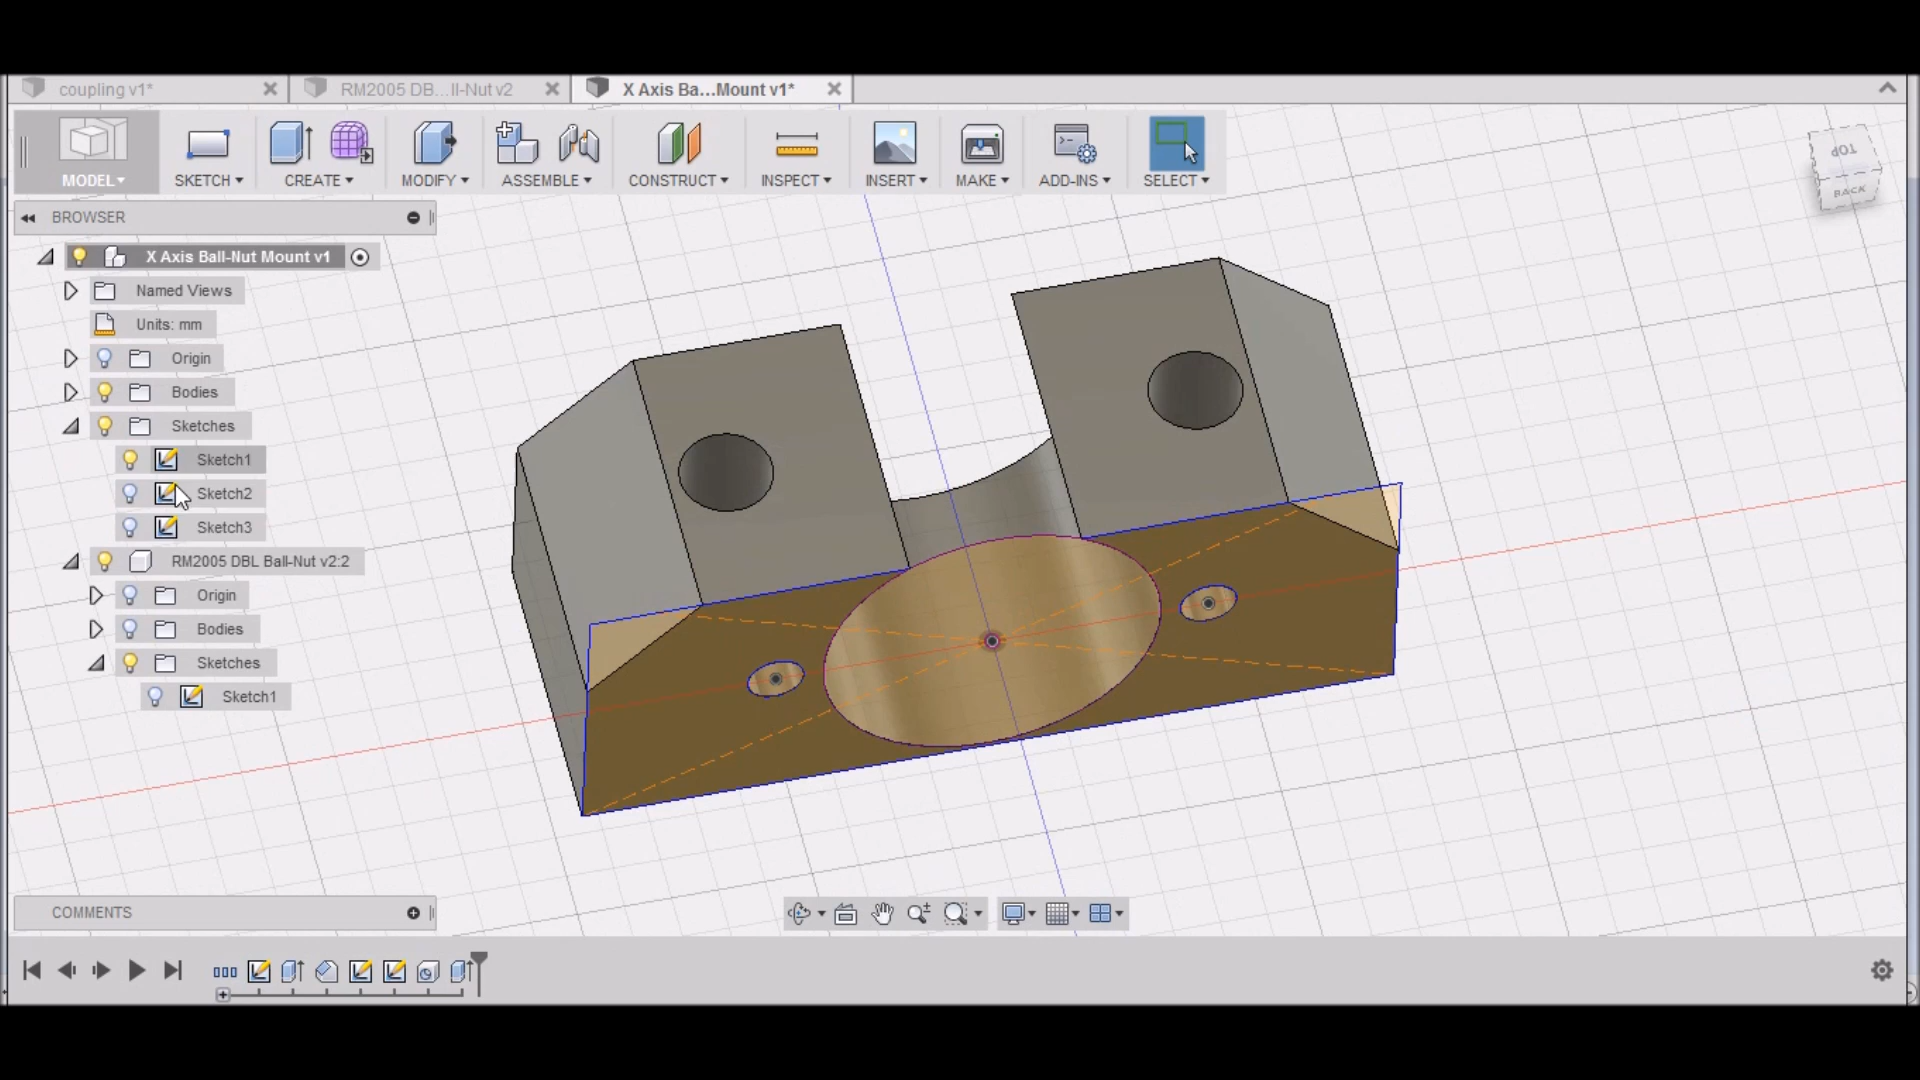 coupling v1*
RM2005 DB...ll-Nut v2
X Axis Ba...Mount v1*
MODEL
SKETCH
CREATE
MODIFY
ASSEMBLE
CONSTRUCT
INSPECT
INSERT
MAKE
ADD-INS
SELECT
TOP
BACK
BROWSER
X Axis Ball-Nut Mount v1
Named Views
Units: mm
Origin
Bodies
Sketches
Sketch1
Sketch2
Sketch3
RM2005 DBL Ball-Nut v2:2
Origin
Bodies
Sketches
Sketch1
COMMENTS